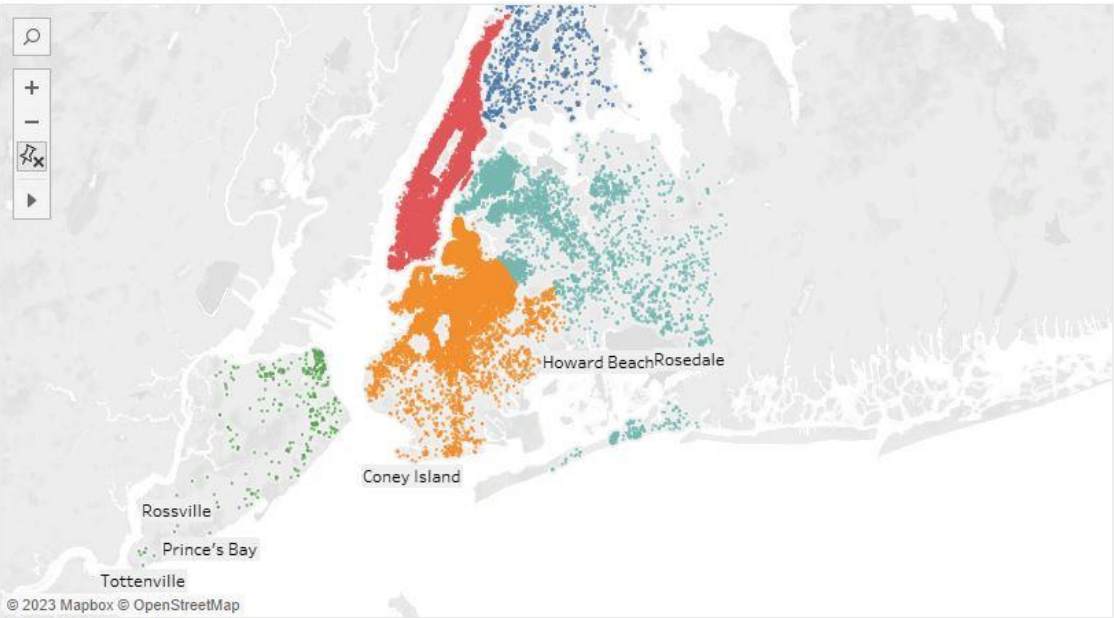 +
−
Howard Beach
Rosedale
Coney Island
Rossville
Prince's Bay
Tottenville
© 2023 Mapbox © OpenStreetMap